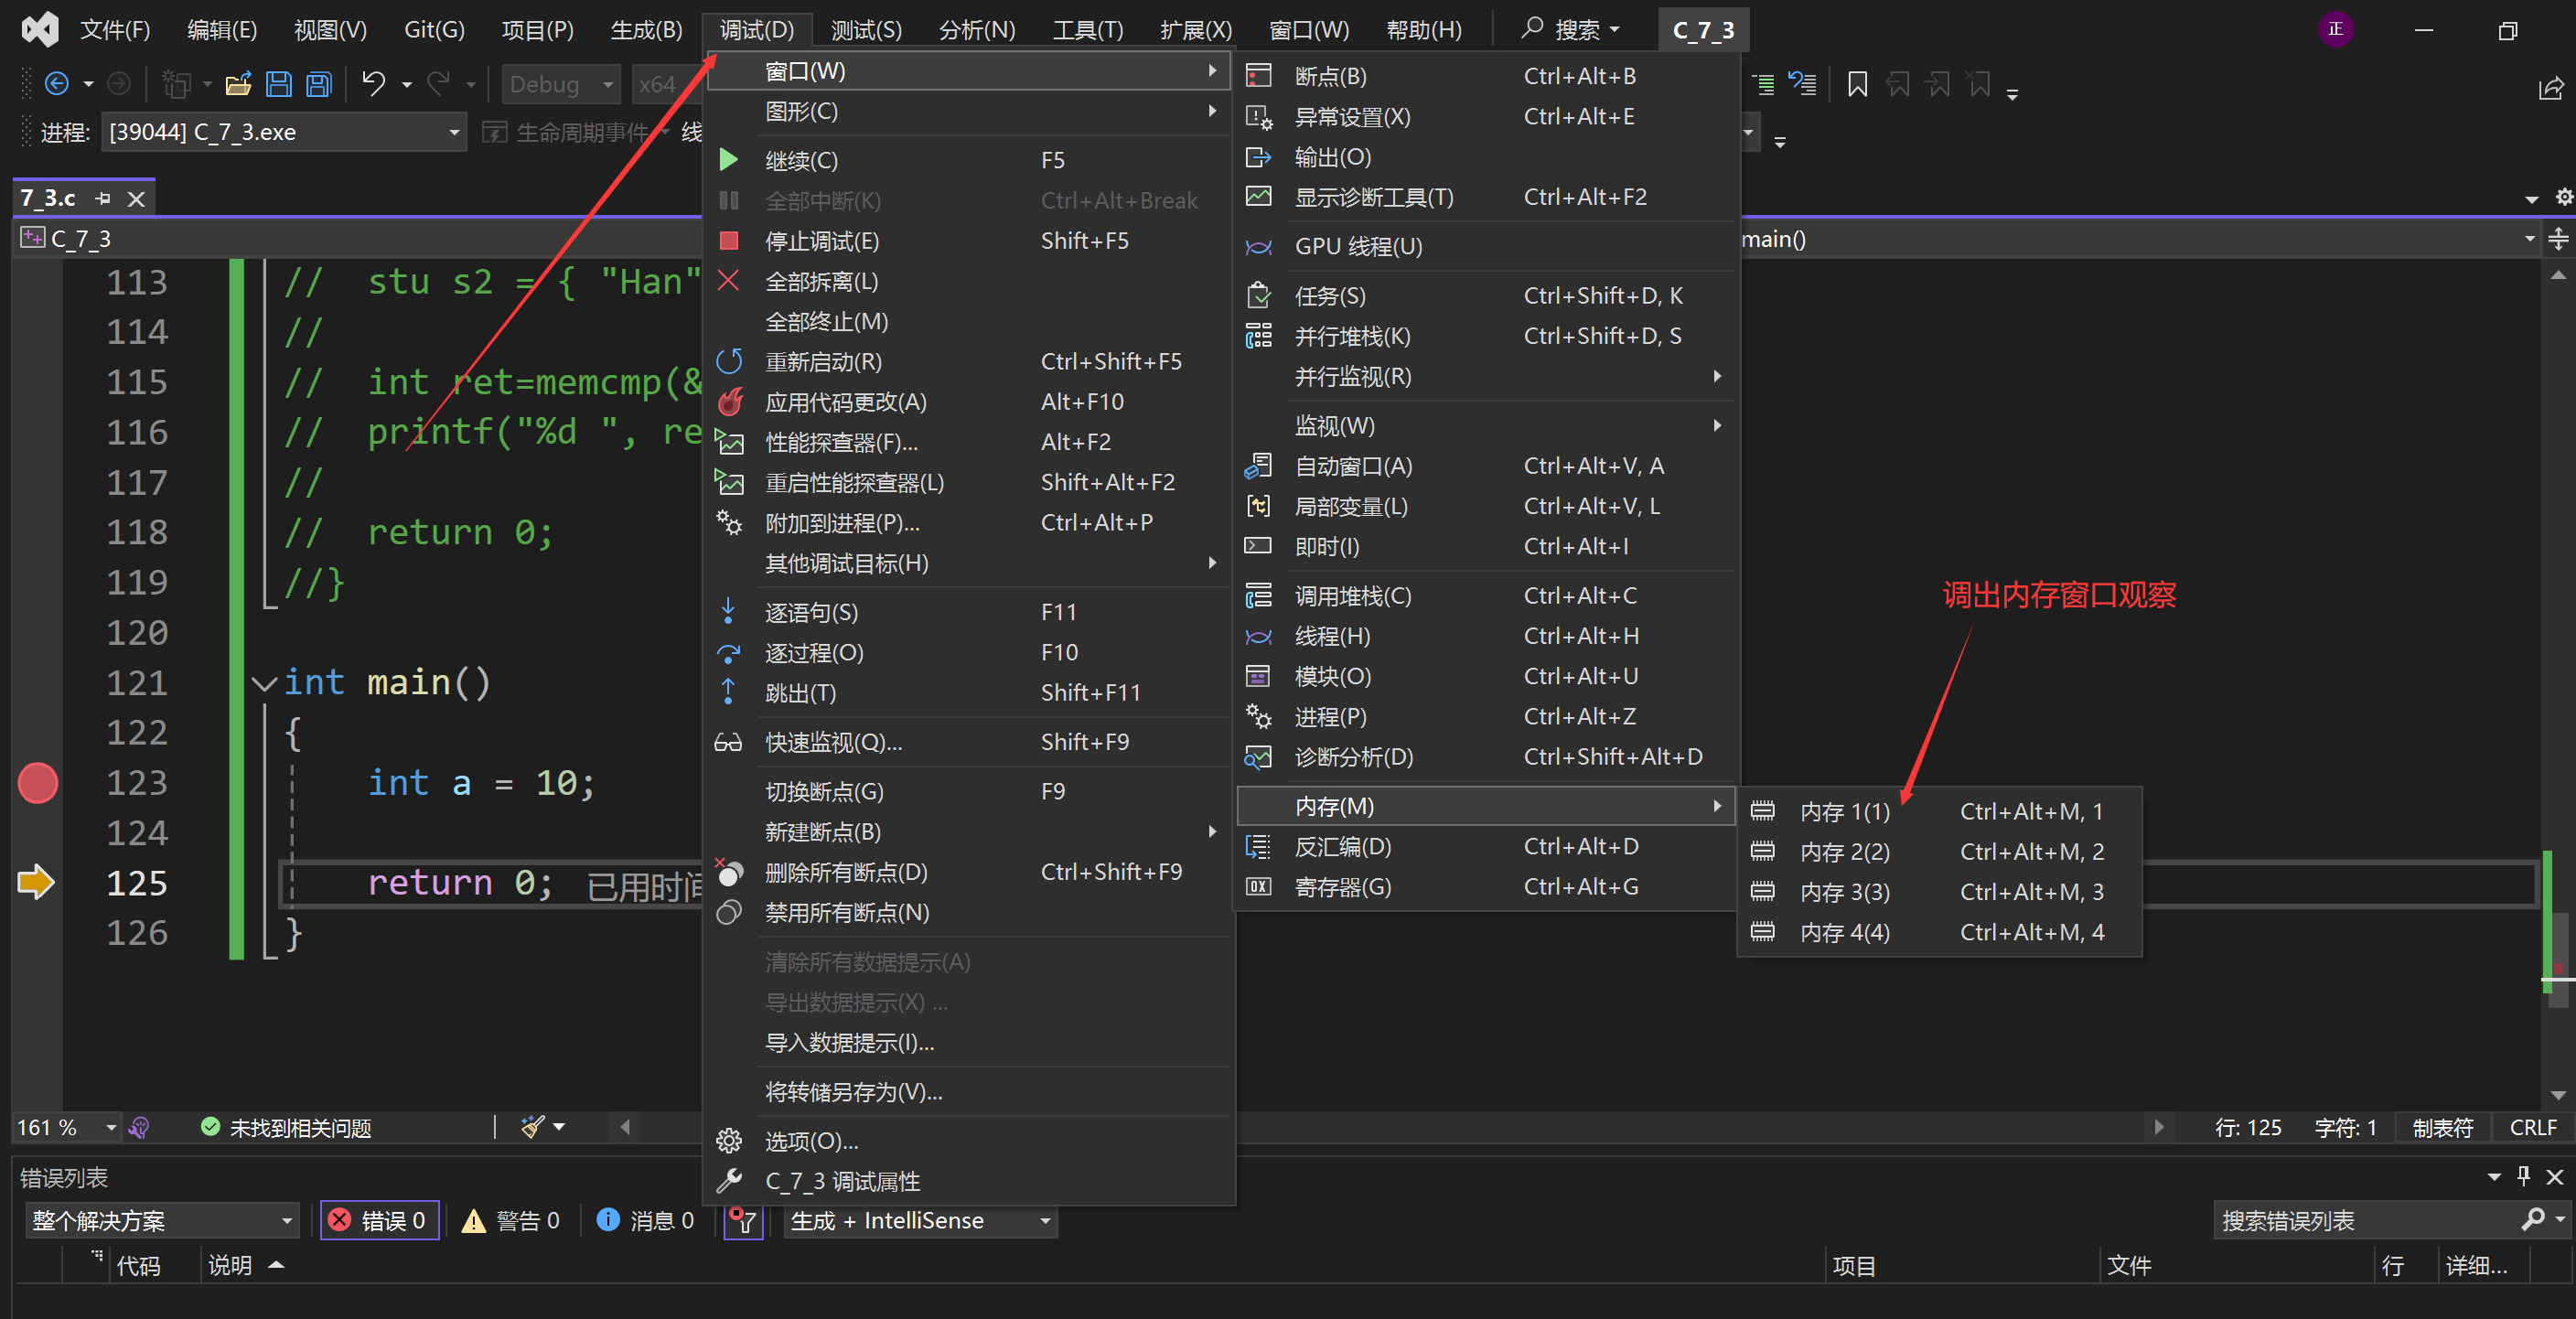 文件(F) 编辑(E) 视图(V) Git(G) 项目(P) 生成(B) 调试(D) 测试(S) 分析(N) 工具(T) 扩展(X) 窗口(W) 帮助(H) 搜索 C_7_3 正
Debug x64
进程: [39044] C_7_3.exe 生命周期事件 线
7_3.c
C_7_3 main()
113 // stu s2 = { "Han"
114 //
115 // int ret=memcmp(&
116 // printf("%d ", re
117 //
118 // return 0;
119 //}
120
121 int main()
122 {
123 int a = 10;
124
125 return 0; 已用时间
126 }
窗口(W)
图形(C)
继续(C) F5
全部中断(K) Ctrl+Alt+Break
停止调试(E) Shift+F5
全部拆离(L)
全部终止(M)
重新启动(R) Ctrl+Shift+F5
应用代码更改(A) Alt+F10
性能探查器(F)... Alt+F2
重启性能探查器(L) Shift+Alt+F2
附加到进程(P)... Ctrl+Alt+P
其他调试目标(H)
逐语句(S) F11
逐过程(O) F10
跳出(T) Shift+F11
快速监视(Q)... Shift+F9
切换断点(G) F9
新建断点(B)
删除所有断点(D) Ctrl+Shift+F9
禁用所有断点(N)
清除所有数据提示(A)
导出数据提示(X) ...
导入数据提示(I)...
将转储另存为(V)...
选项(O)...
C_7_3 调试属性
断点(B) Ctrl+Alt+B
异常设置(X) Ctrl+Alt+E
输出(O)
显示诊断工具(T) Ctrl+Alt+F2
GPU 线程(U)
任务(S) Ctrl+Shift+D, K
并行堆栈(K) Ctrl+Shift+D, S
并行监视(R)
监视(W)
自动窗口(A) Ctrl+Alt+V, A
局部变量(L) Ctrl+Alt+V, L
即时(I) Ctrl+Alt+I
调用堆栈(C) Ctrl+Alt+C
线程(H) Ctrl+Alt+H
模块(O) Ctrl+Alt+U
进程(P) Ctrl+Alt+Z
诊断分析(D) Ctrl+Shift+Alt+D
内存(M)
反汇编(D) Ctrl+Alt+D
寄存器(G) Ctrl+Alt+G
调出内存窗口观察
内存 1(1) Ctrl+Alt+M, 1
内存 2(2) Ctrl+Alt+M, 2
内存 3(3) Ctrl+Alt+M, 3
内存 4(4) Ctrl+Alt+M, 4
161 % 未找到相关问题 行: 125 字符: 1 制表符 CRLF
错误列表
整个解决方案 错误 0 警告 0 消息 0 生成 + IntelliSense 搜索错误列表
代码 说明 项目 文件 行 详细...